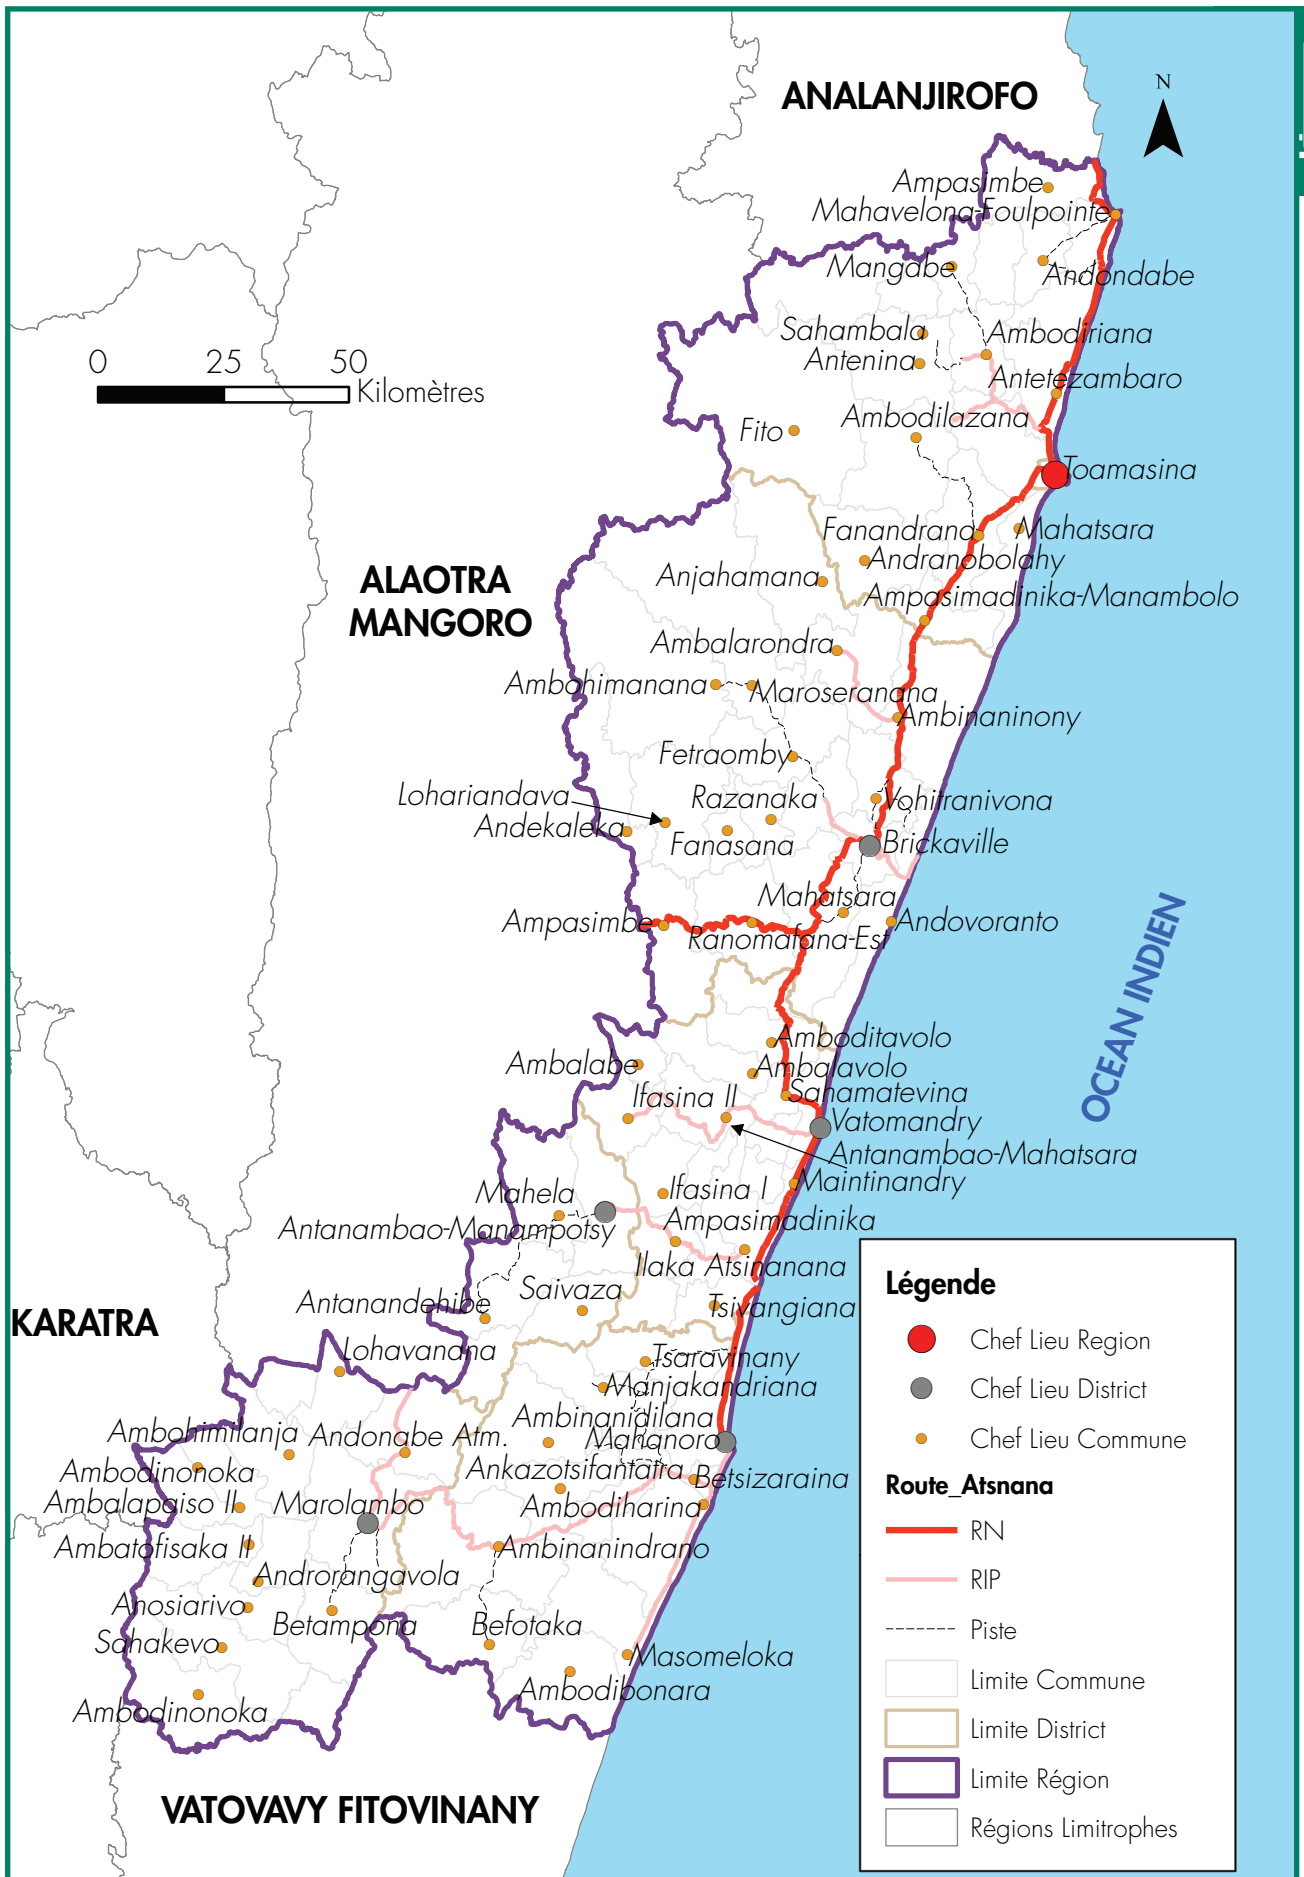 ANALANJIROFO
N
Ampasimbe
Mahavelona-Foulpointe
Mangabe
Andondabe
Sahambala
Ambodiriana
Antenina
Antetezambaro
0 25 50
Kilomètres
Ambodilazana
Fito
Toamasina
Fanandrana
Mahatsara
Andranobolahy
ALAOTRA
MANGORO
Anjahamana
Ampasimadinika-Manambolo
Ambalarondra
Ambohimanana
Maroseranana
Ambinaninony
Fetraomby
Lohariandava
Razanaka
Vohitranivona
Andekaleka
Fanasana
Brickaville
Mahatsara
Ampasimbe
Ranomafana-Est
Andovoranto
OCEAN INDIEN
Amboditavolo
Ambalabe
Ambalavolo
Ifasina II
Sahamatevina
Vatomandry
Antanambao-Mahatsara
Maintinandry
Mahela
Ifasina I
Antanambao-Manampotsy
Ampasimadinika
Ilaka Atsinanana
Saivaza
Antanandehibe
Tsivangiana
KARATRA
Lohavanana
Tsaravinany
Manjakandriana
Ambinanidilana
Ambohimilanja
Andonabe Atm.
Mahanoro
Ambodinonoka
Ankazotsifantatra
Betsizaraina
Ambalapaiso II
Marolambo
Ambodiharina
Ambatofisaka II
Ambinanindrano
Androrangavola
Anosiarivo
Betampona
Befotaka
Sahakevo
Masomeloka
Ambodibonara
Ambodinonoka
VATOVAVY FITOVINANY
Légende
Chef Lieu Region
Chef Lieu District
Chef Lieu Commune
Route_Atsnana
RN
RIP
Piste
Limite Commune
Limite District
Limite Région
Régions Limitrophes